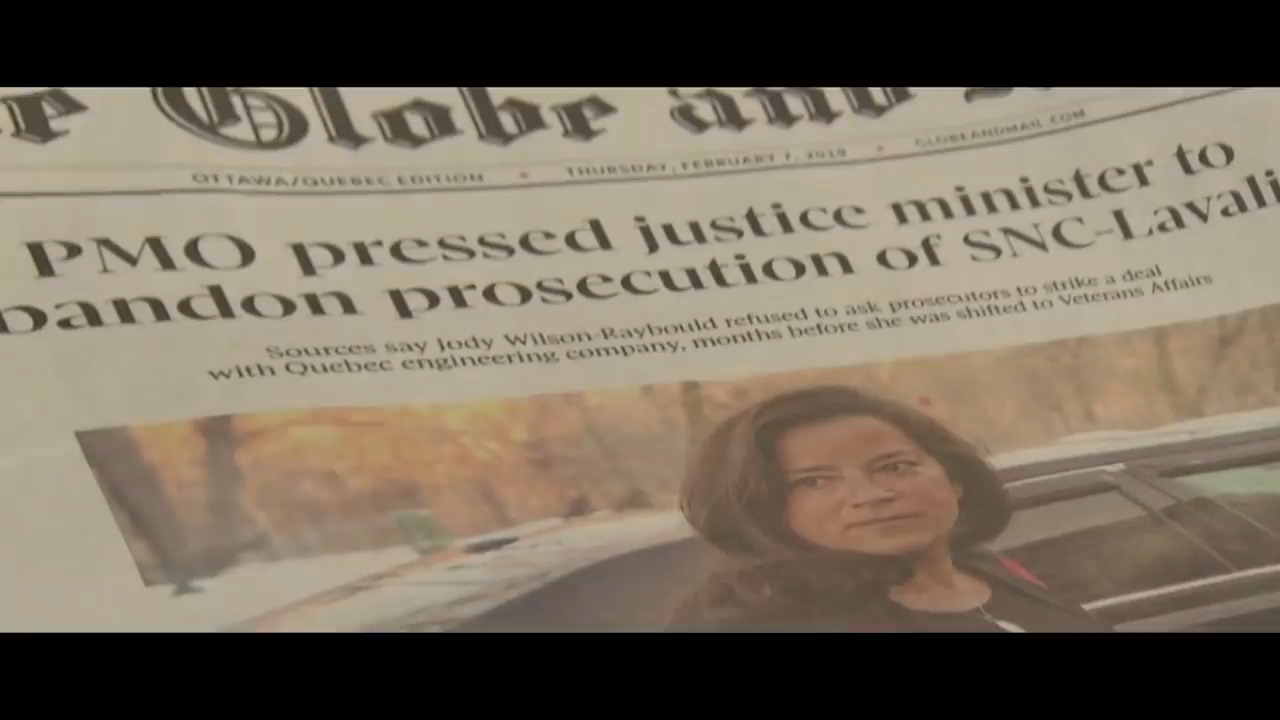 e Globe and
OTTAWA/QUEBEC EDITION • THURSDAY, FEBRUARY 7, 2019 • GLOBEANDMAIL.COM
PMO pressed justice minister to
bandon prosecution of SNC-Lavali
Sources say Jody Wilson-Raybould refused to ask prosecutors to strike a deal
with Quebec engineering company, months before she was shifted to Veterans Affairs